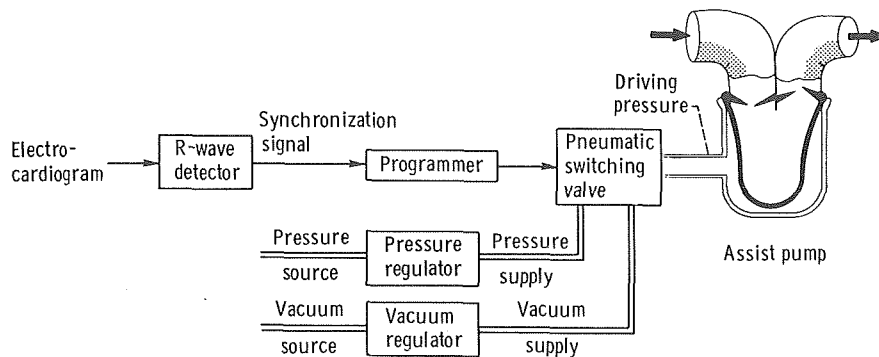 Driving
pressure
Synchronization
signal
Electro-
cardiogram
R-wave
detector
Programmer
Pneumatic
switching
valve
Pressure
source
Pressure
regulator
Pressure
supply
Assist pump
Vacuum
source
Vacuum
regulator
Vacuum
supply